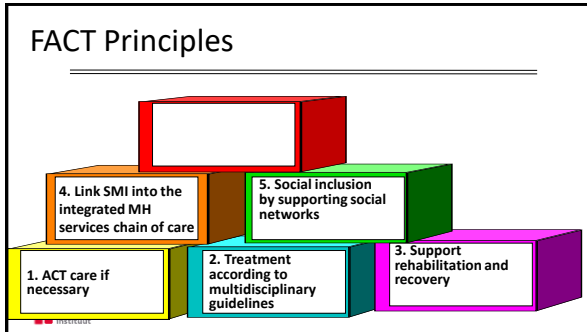 FACT Principles
4. Link SMI into the
integrated MH
services chain of care
5. Social inclusion
by supporting social
networks
1. ACT care if
necessary
2. Treatment
according to
multidisciplinary
guidelines
3. Support
rehabilitation and
recovery
instituut